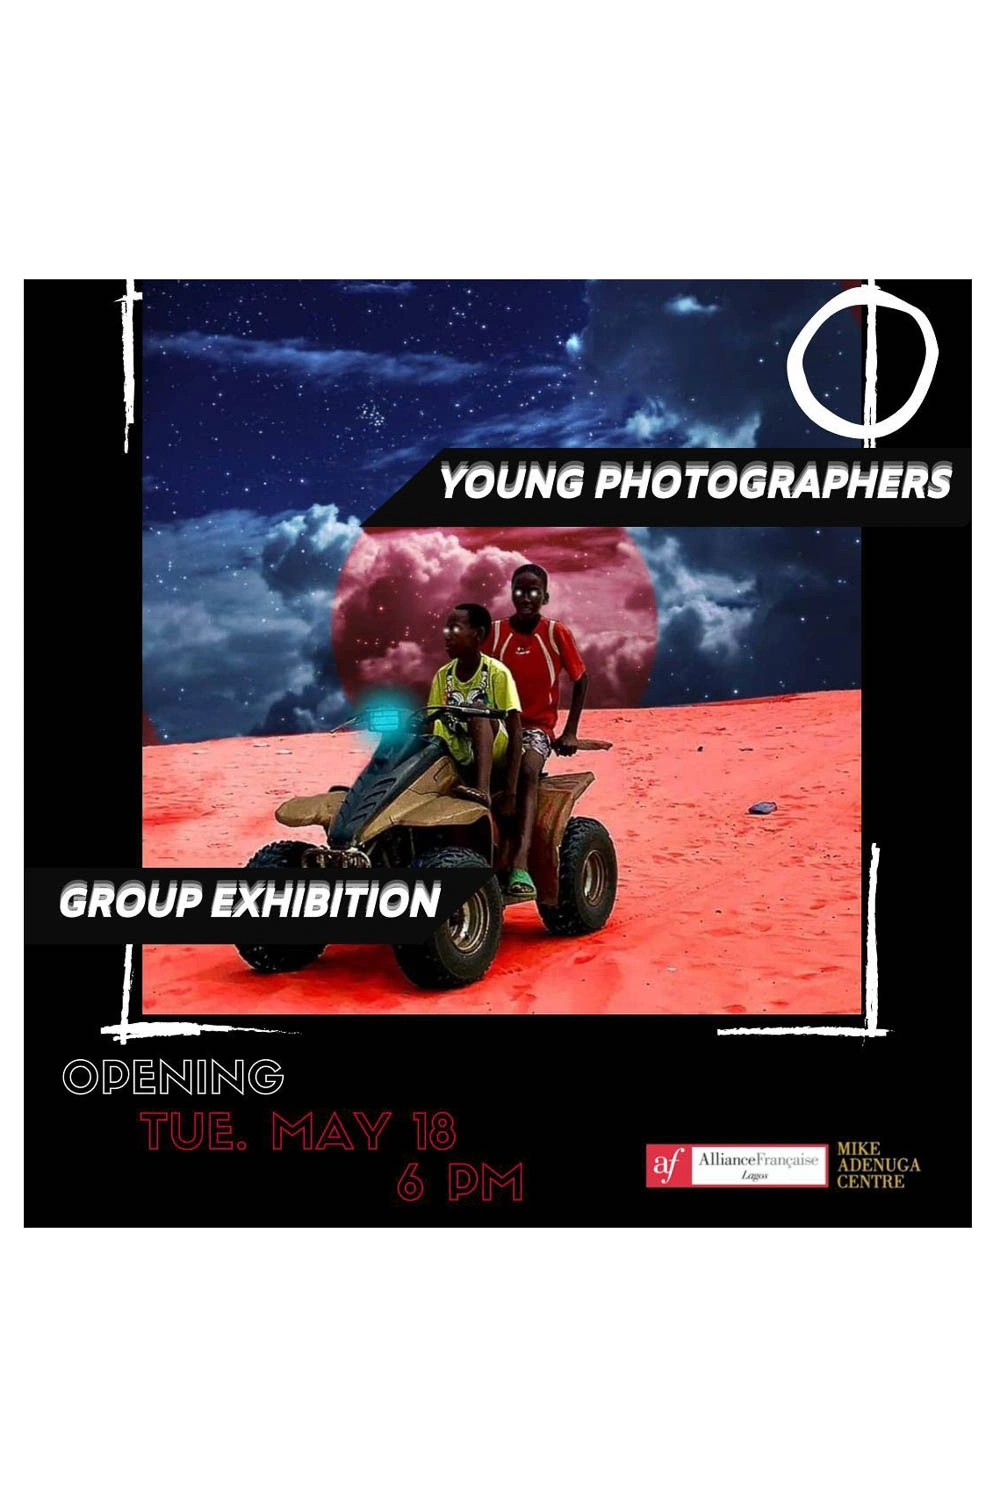 YOUNG PHOTOGRAPHERS
GROUP EXHIBITION
OPENING
TUE. MAY 18
6 PM
af
AllianceFrançaise
Lagos
MIKE
ADENUGA
CENTRE